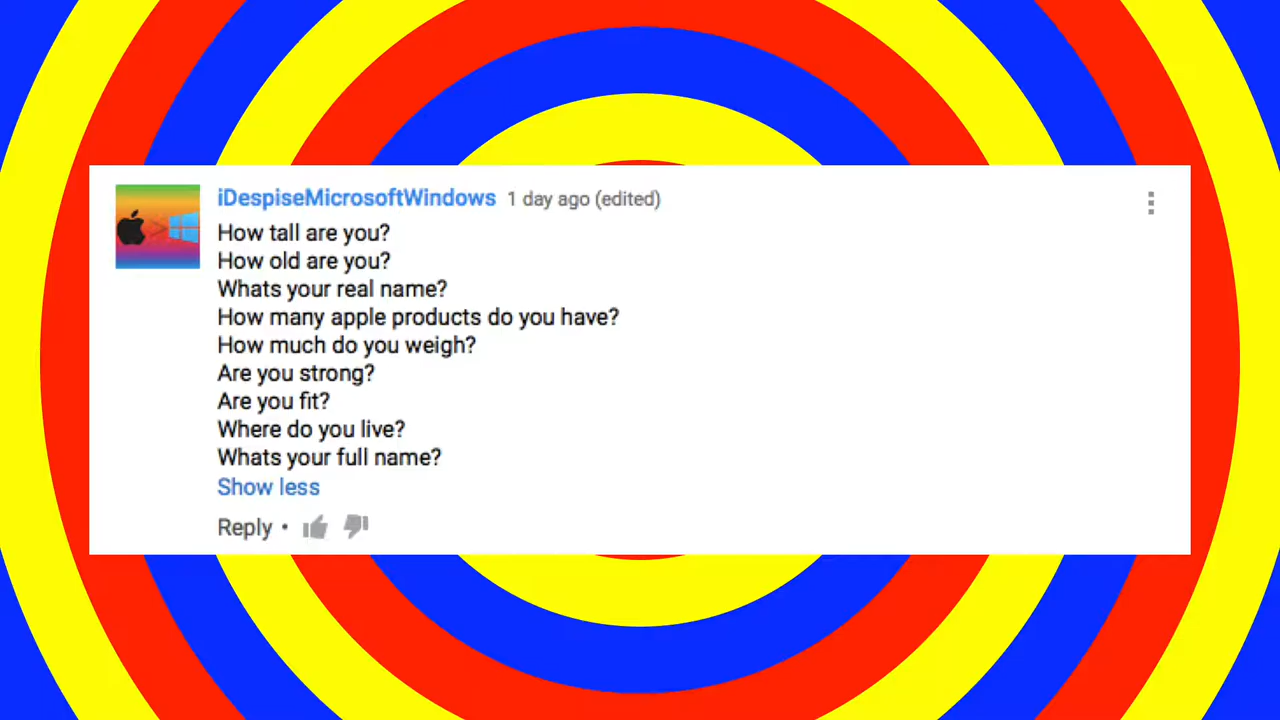 iDespiseMicrosoftWindows 1 day ago (edited)
How tall are you?
How old are you?
Whats your real name?
How many apple products do you have?
How much do you weigh?
Are you strong?
Are you fit?
Where do you live?
Whats your full name?
Show less
Reply •